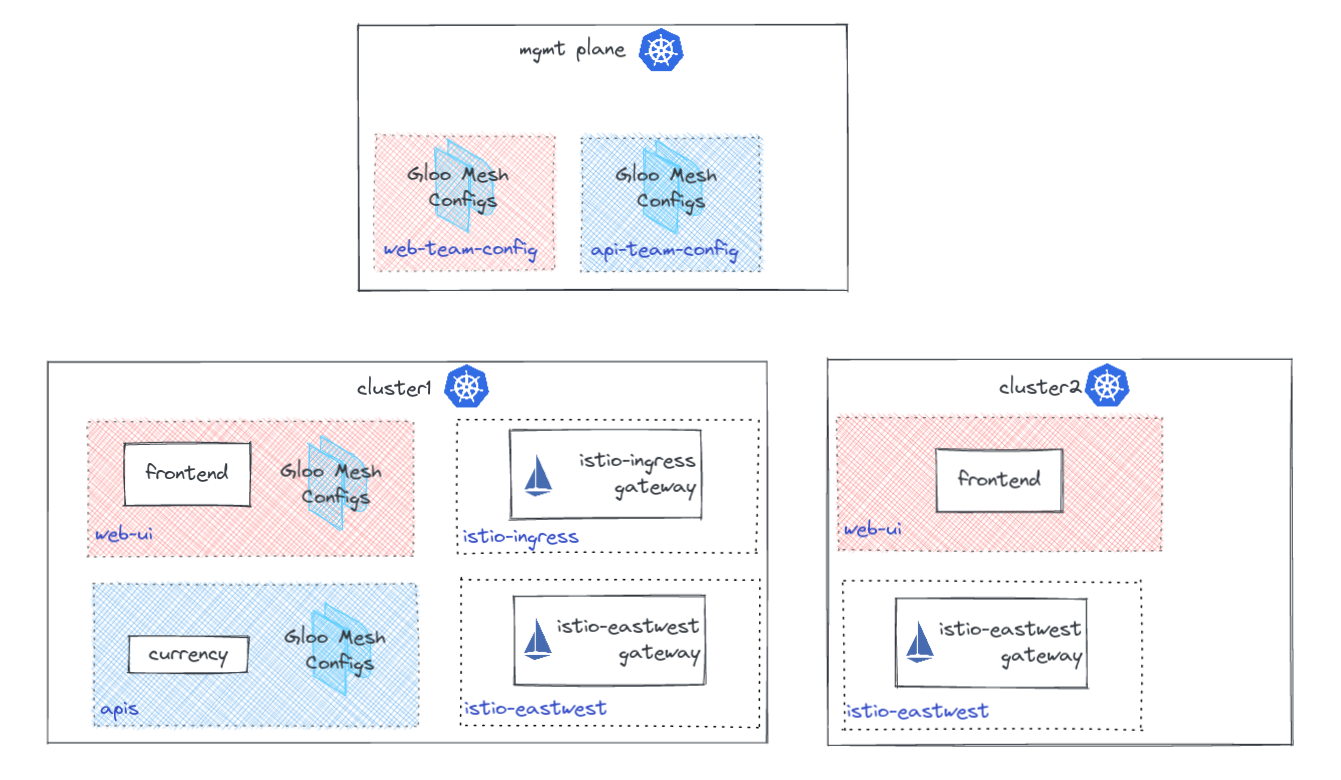 mgmt plane
Gloo Mesh
Configs
web-team-config
Gloo Mesh
Configs
api-team-config
cluster1
frontend
Gloo Mesh
Configs
web-ui
istio-ingress
gateway
istio-ingress
currency
Gloo Mesh
Configs
apis
istio-eastwest
gateway
istio-eastwest
cluster2
frontend
web-ui
istio-eastwest
gateway
istio-eastwest